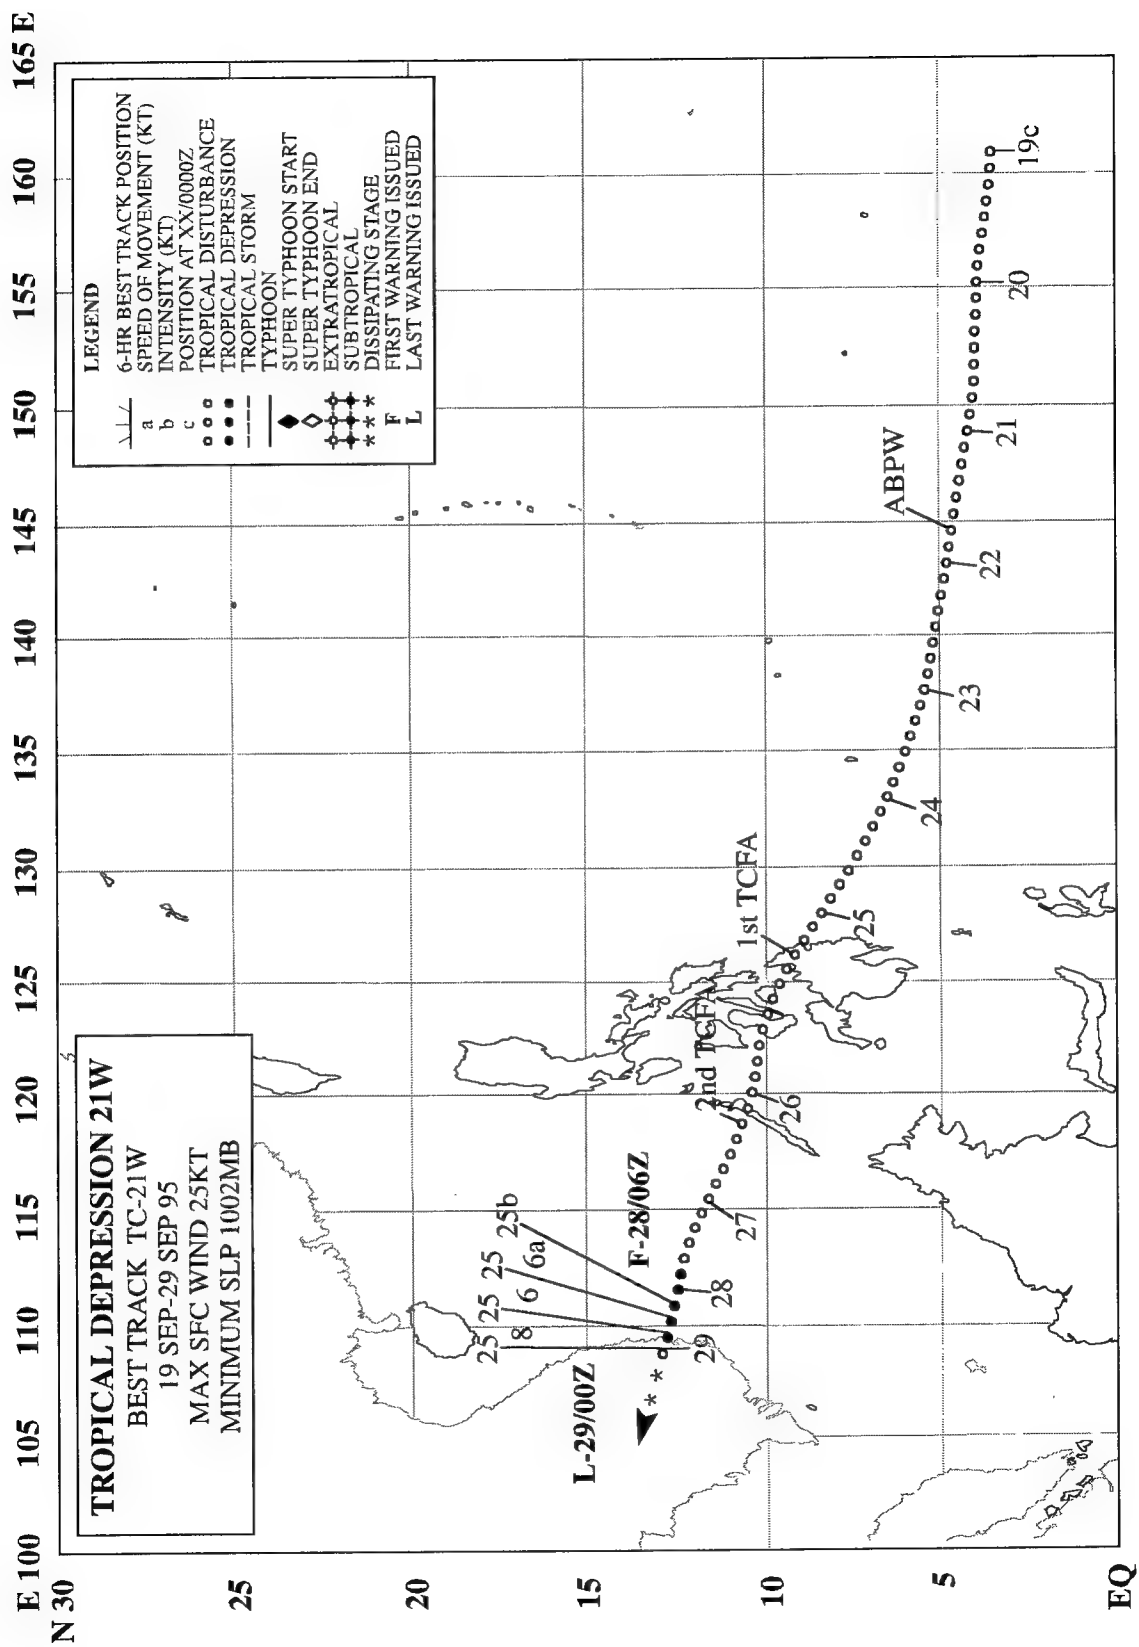 E 100 105 110 115 120 125 130 135 140 145 150 155 160 165 E
N 30
25
20
15
10
5
EQ
TROPICAL DEPRESSION 21W
BEST TRACK TC-21W
19 SEP-29 SEP 95
MAX SFC WIND 25KT
MINIMUM SLP 1002MB
LEGEND
6-HR BEST TRACK POSITION
a SPEED OF MOVEMENT (KT)
b INTENSITY (KT)
c POSITION AT XX/0000Z
TROPICAL DISTURBANCE
TROPICAL DEPRESSION
TROPICAL STORM
TYPHOON
SUPER TYPHOON START
SUPER TYPHOON END
EXTRATROPICAL
SUBTROPICAL
DISSIPATING STAGE
F FIRST WARNING ISSUED
L LAST WARNING ISSUED
25 25 25 25b
8 6 6a
L-29/00Z
F-28/06Z
2nd TCFA
1st TCFA
ABPW
29
28
27
26
25
24
23
22
21
20
19c